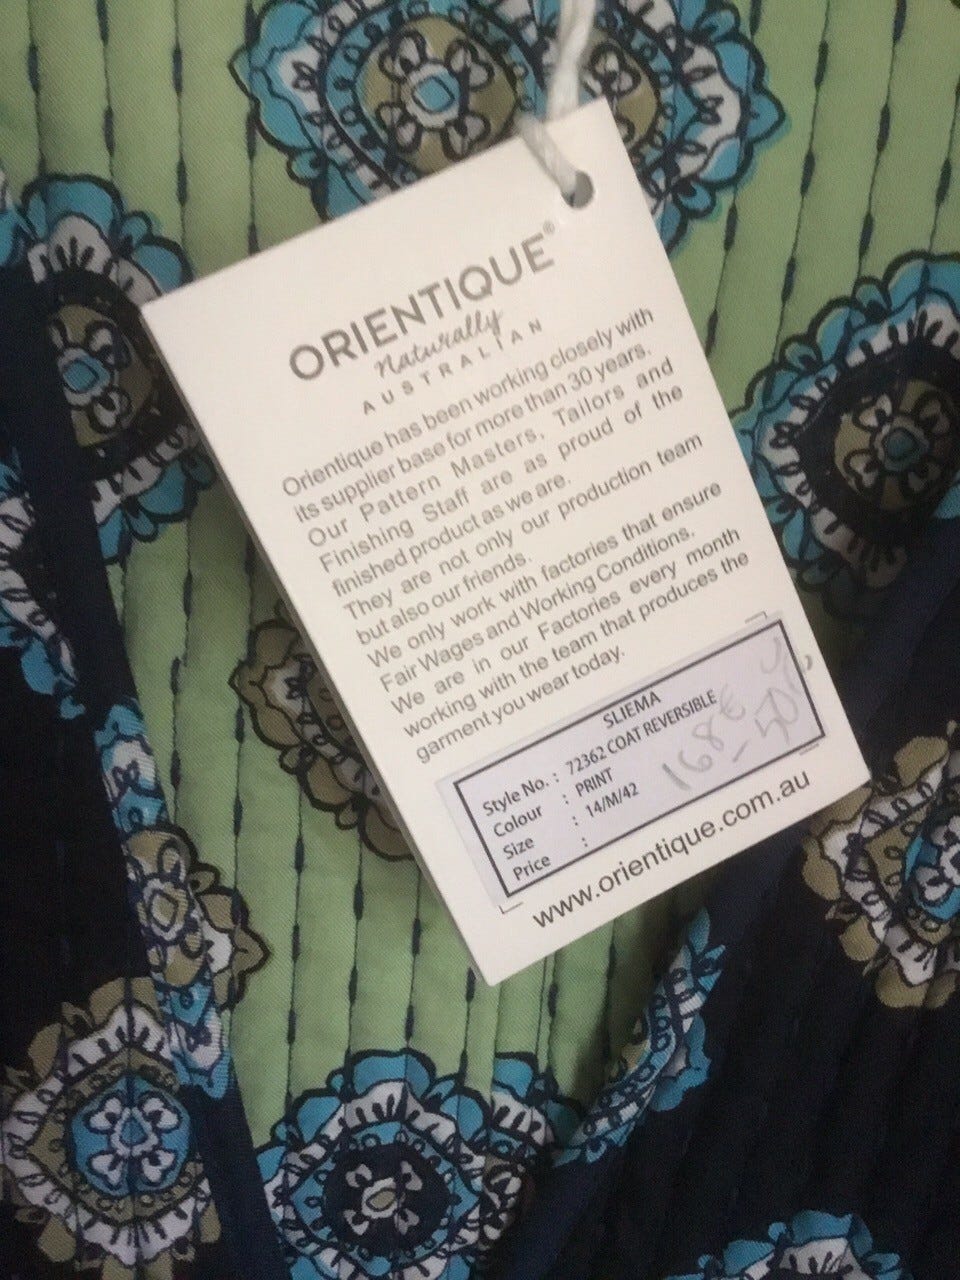 ORIENTIQUE®
naturally
AUSTRALIAN
Orientique has been working closely with
its supplier base for more than 30 years.
Our Pattern Masters, Tailors and
Finishing Staff are as proud of the
finished product as we are.
They are not only our production team
but also our friends.
We only work with factories that ensure
Fair Wages and Working Conditions.
We are in our Factories every month
working with the team that produces the
garment you wear today.
SLIEMA
Style No. : 72362 COAT REVERSIBLE
Colour : PRINT
Size : 14/M/42
Price :
168€
www.orientique.com.au